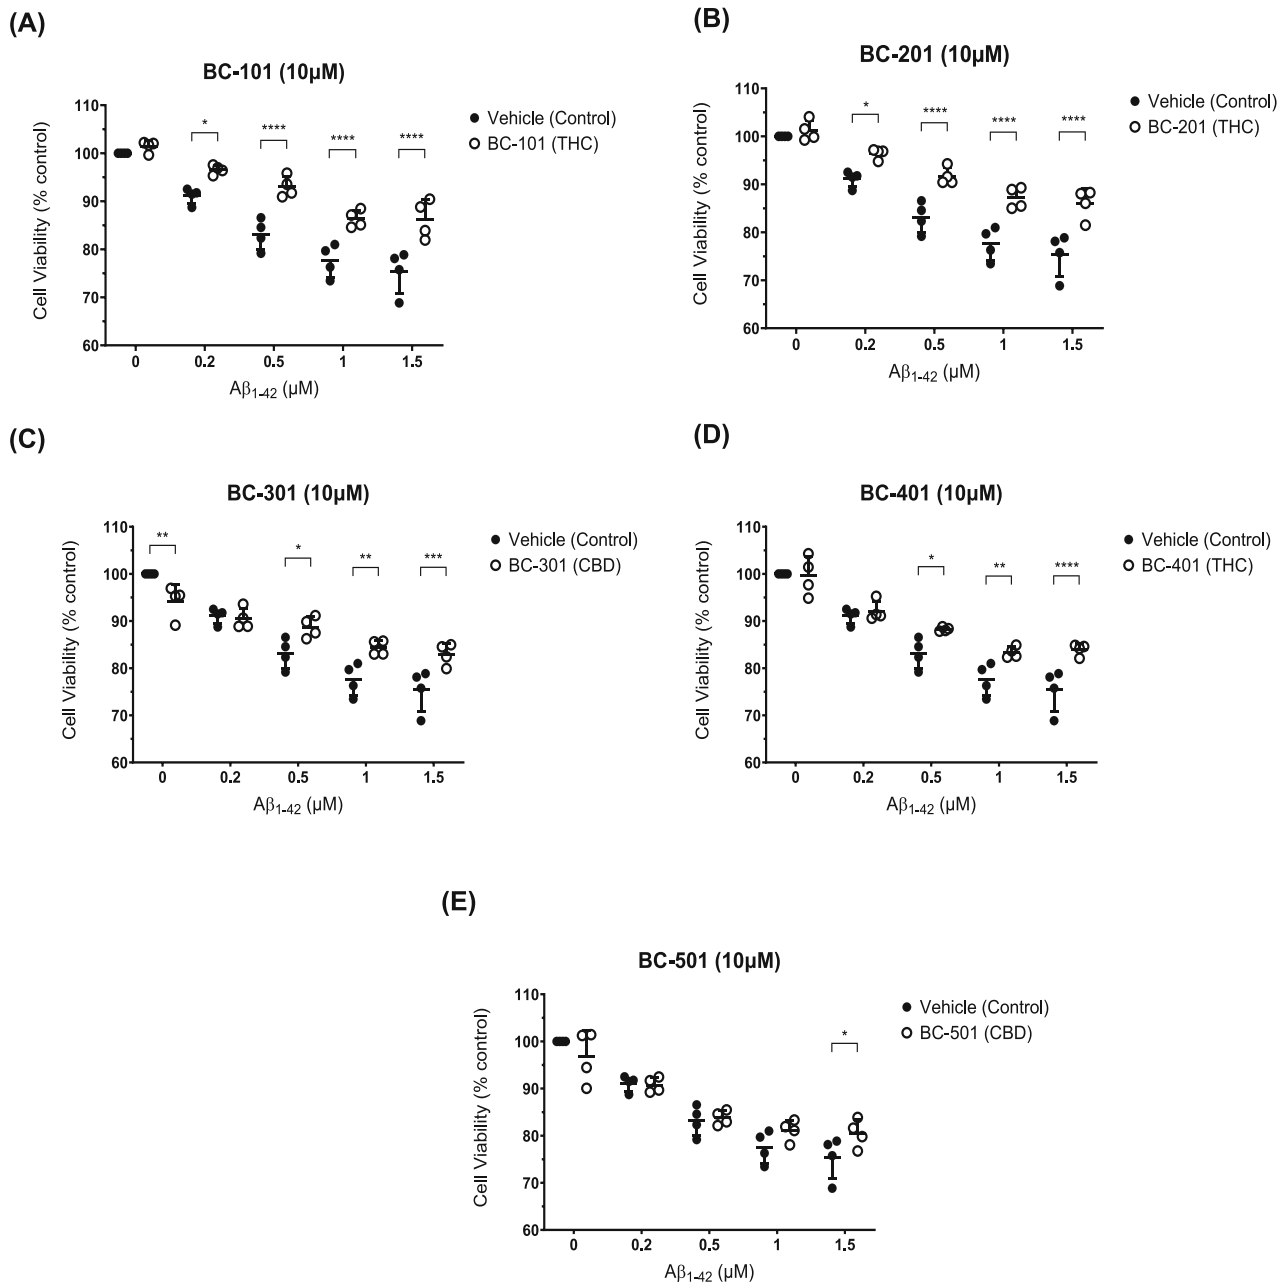 (A)
BC-101 (10µM)
110
100
90
80
70
60
Cell Viability (% control)
* **** **** ****
0 0.2 0.5 1 1.5
Aβ1-42 (µM)
Vehicle (Control)
BC-101 (THC)
(B)
BC-201 (10µM)
110
100
90
80
70
60
Cell Viability (% control)
* **** **** ****
0 0.2 0.5 1 1.5
Aβ1-42 (µM)
Vehicle (Control)
BC-201 (THC)
(C)
BC-301 (10µM)
110
100
90
80
70
60
Cell Viability (% control)
** * ** ***
0 0.2 0.5 1 1.5
Aβ1-42 (µM)
Vehicle (Control)
BC-301 (CBD)
(D)
BC-401 (10µM)
110
100
90
80
70
60
Cell Viability (% control)
* ** ****
0 0.2 0.5 1 1.5
Aβ1-42 (µM)
Vehicle (Control)
BC-401 (THC)
(E)
BC-501 (10µM)
110
100
90
80
70
60
Cell Viability (% control)
*
0 0.2 0.5 1 1.5
Aβ1-42 (µM)
Vehicle (Control)
BC-501 (CBD)